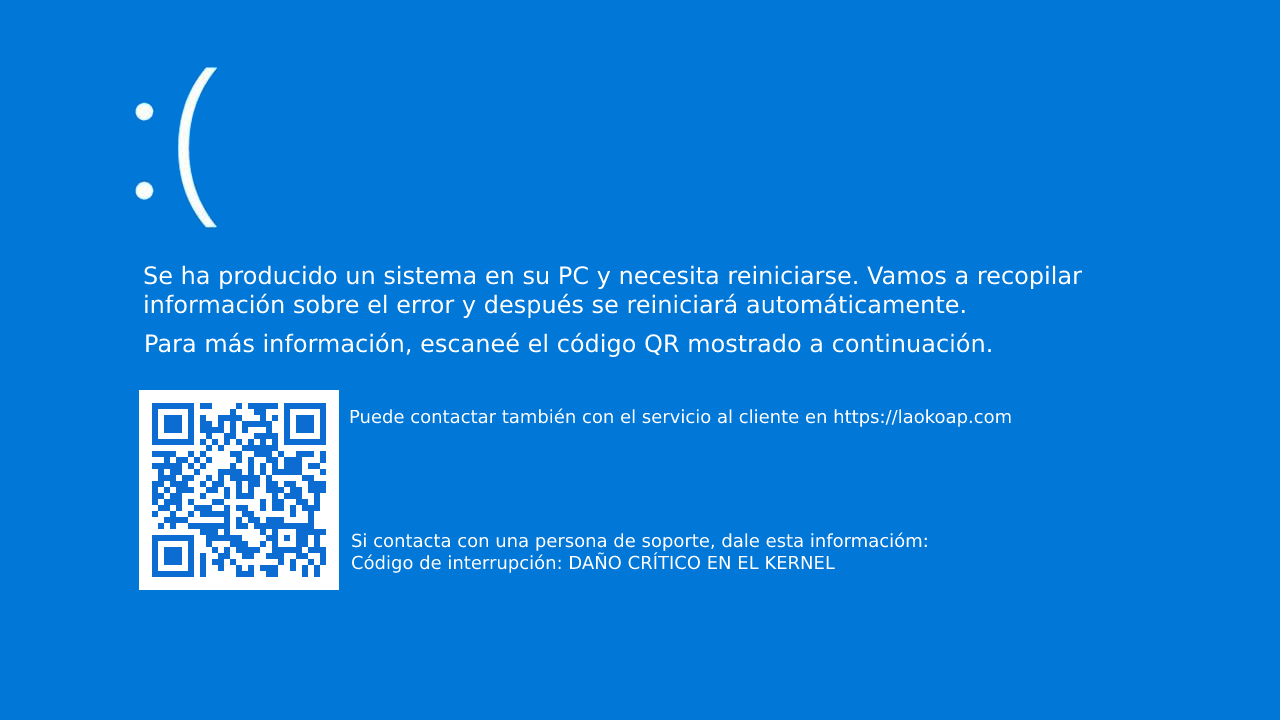 :(
Se ha producido un sistema en su PC y necesita reiniciarse. Vamos a recopilar
información sobre el error y después se reiniciará automáticamente.
Para más información, escaneé el código QR mostrado a continuación.
Puede contactar también con el servicio al cliente en https://laokoap.com
Si contacta con una persona de soporte, dale esta informacióm:
Código de interrupción: DAÑO CRÍTICO EN EL KERNEL